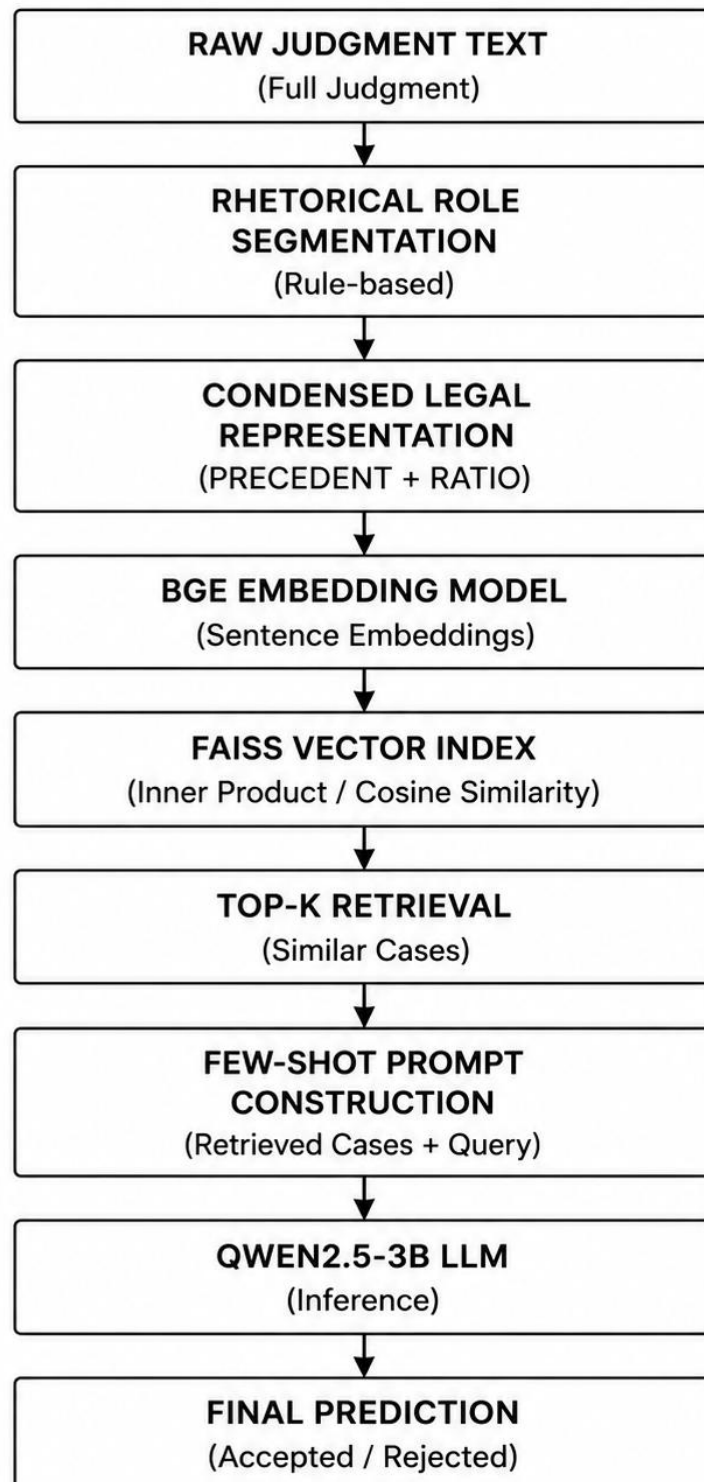 RAW JUDGMENT TEXT
(Full Judgment)
RHETORICAL ROLE
SEGMENTATION
(Rule-based)
CONDENSED LEGAL
REPRESENTATION
(PRECEDENT + RATIO)
BGE EMBEDDING MODEL
(Sentence Embeddings)
FAISS VECTOR INDEX
(Inner Product / Cosine Similarity)
TOP-K RETRIEVAL
(Similar Cases)
FEW-SHOT PROMPT
CONSTRUCTION
(Retrieved Cases + Query)
QWEN2.5-3B LLM
(Inference)
FINAL PREDICTION
(Accepted / Rejected)